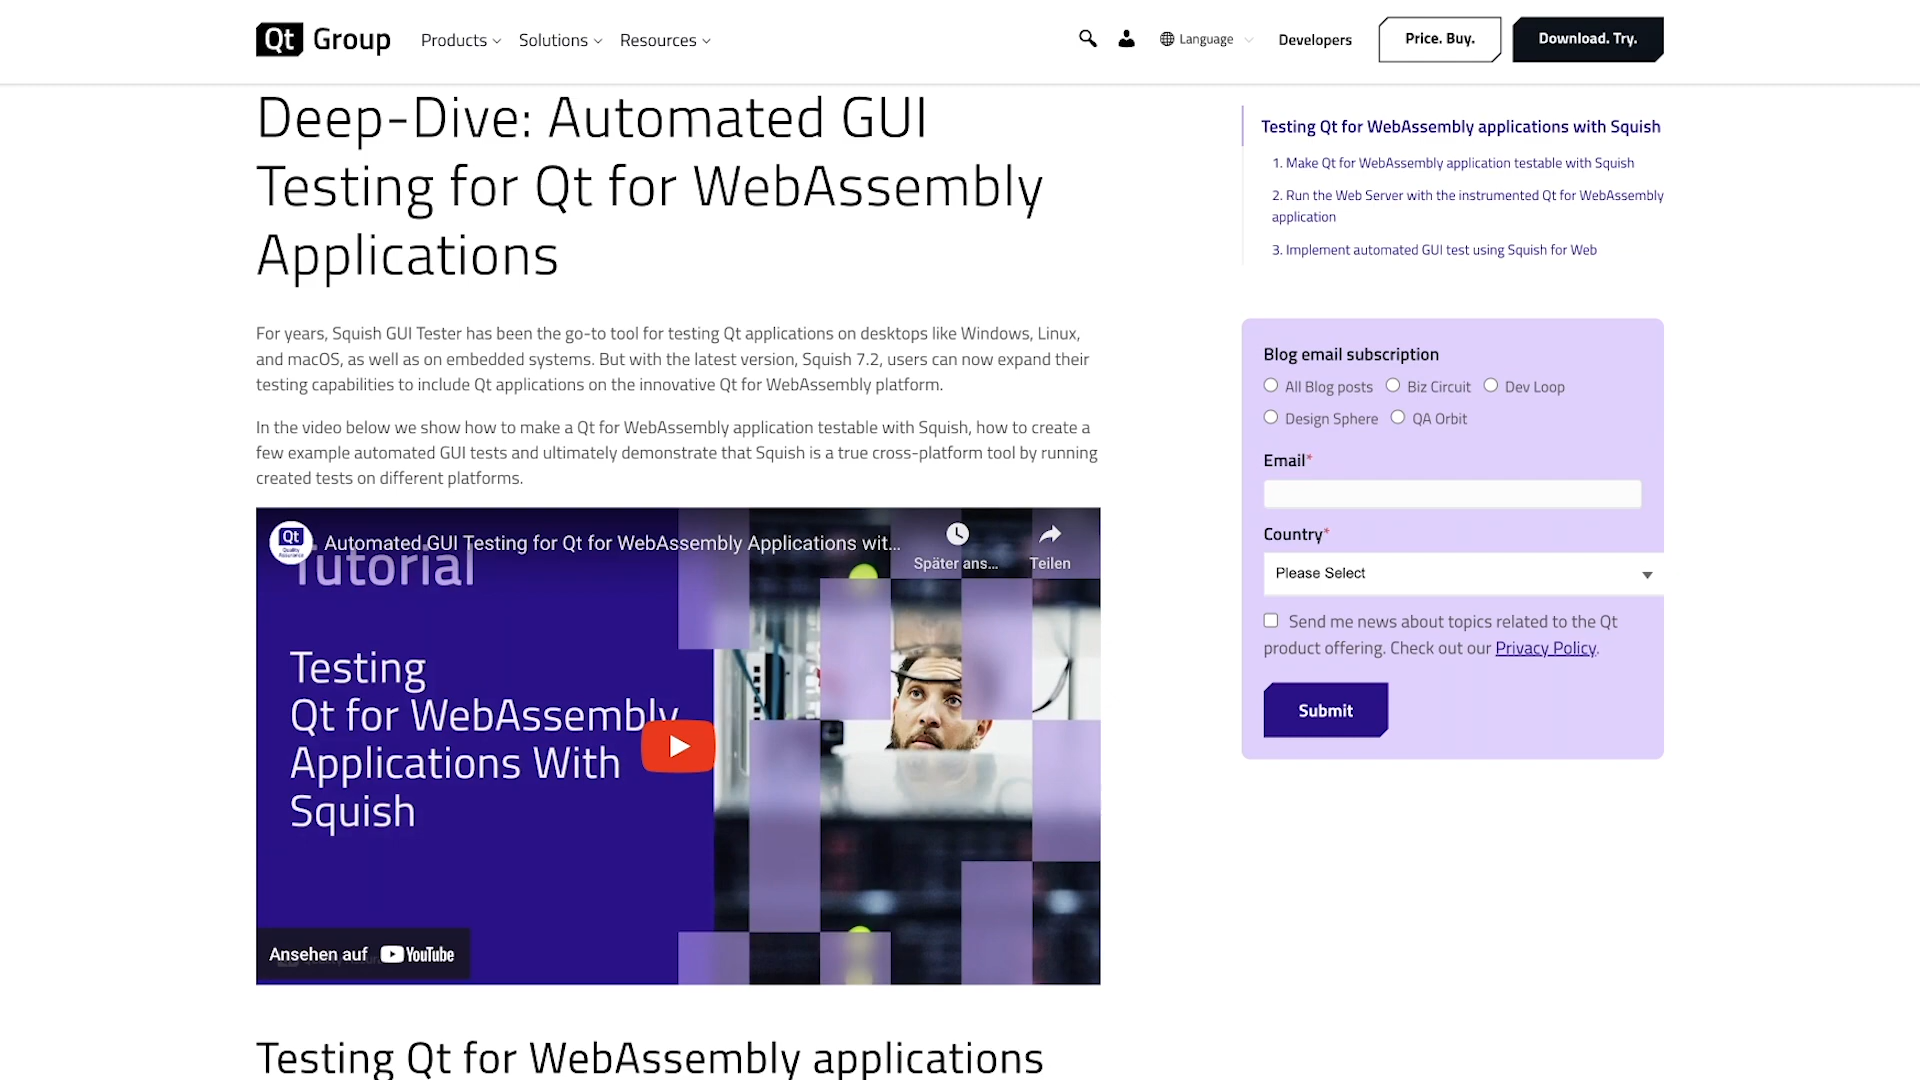 Qt Group
Products
Solutions
Resources
Language
Developers
Price. Buy.
Download. Try.
Deep-Dive: Automated GUI
Testing for Qt for WebAssembly
Applications
For years, Squish GUI Tester has been the go-to tool for testing Qt applications on desktops like Windows, Linux,
and macOS, as well as on embedded systems. But with the latest version, Squish 7.2, users can now expand their
testing capabilities to include Qt applications on the innovative Qt for WebAssembly platform.
In the video below we show how to make a Qt for WebAssembly application testable with Squish, how to create a
few example automated GUI tests and ultimately demonstrate that Squish is a true cross-platform tool by running
created tests on different platforms.
Qt
Quality
Assurance
Automated GUI Testing for Qt for WebAssembly Applications wit...
Später ans...
Teilen
Tutorial
Testing
Qt for WebAssembly
Applications With
Squish
Ansehen auf YouTube
Testing Qt for WebAssembly applications
Testing Qt for WebAssembly applications with Squish
1. Make Qt for WebAssembly application testable with Squish
2. Run the Web Server with the instrumented Qt for WebAssembly
application
3. Implement automated GUI test using Squish for Web
Blog email subscription
All Blog posts
Biz Circuit
Dev Loop
Design Sphere
QA Orbit
Email*
Country*
Please Select
Send me news about topics related to the Qt
product offering. Check out our Privacy Policy.
Submit